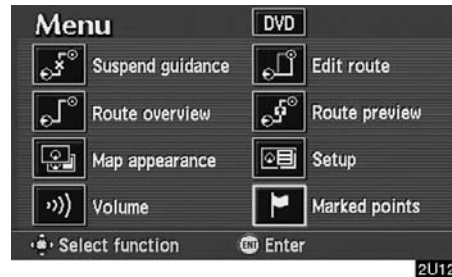 Menu DVD
Suspend guidance Edit route
Route overview Route preview
Map appearance Setup
Volume Marked points
Select function ENT Enter
2U12